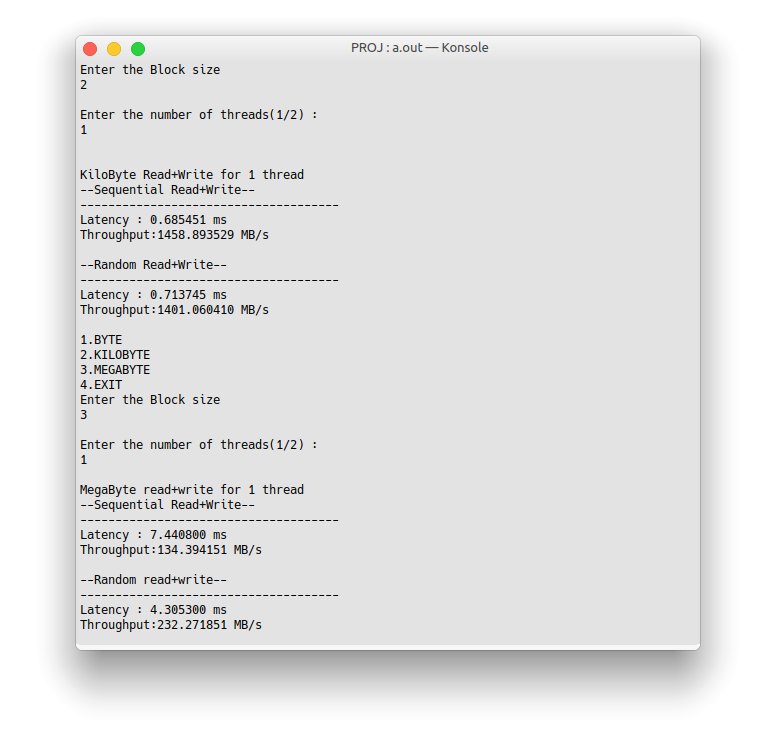 PROJ : a.out — Konsole
Enter the Block size
2
Enter the number of threads(1/2) :
1
KiloByte Read+Write for 1 thread
--Sequential Read+Write--
-------------------------------------
Latency : 0.685451 ms
Throughput:1458.893529 MB/s
--Random Read+Write--
-------------------------------------
Latency : 0.713745 ms
Throughput:1401.060410 MB/s
1.BYTE
2.KILOBYTE
3.MEGABYTE
4.EXIT
Enter the Block size
3
Enter the number of threads(1/2) :
1
MegaByte read+write for 1 thread
--Sequential Read+Write--
-------------------------------------
Latency : 7.440800 ms
Throughput:134.394151 MB/s
--Random read+write--
-------------------------------------
Latency : 4.305300 ms
Throughput:232.271851 MB/s